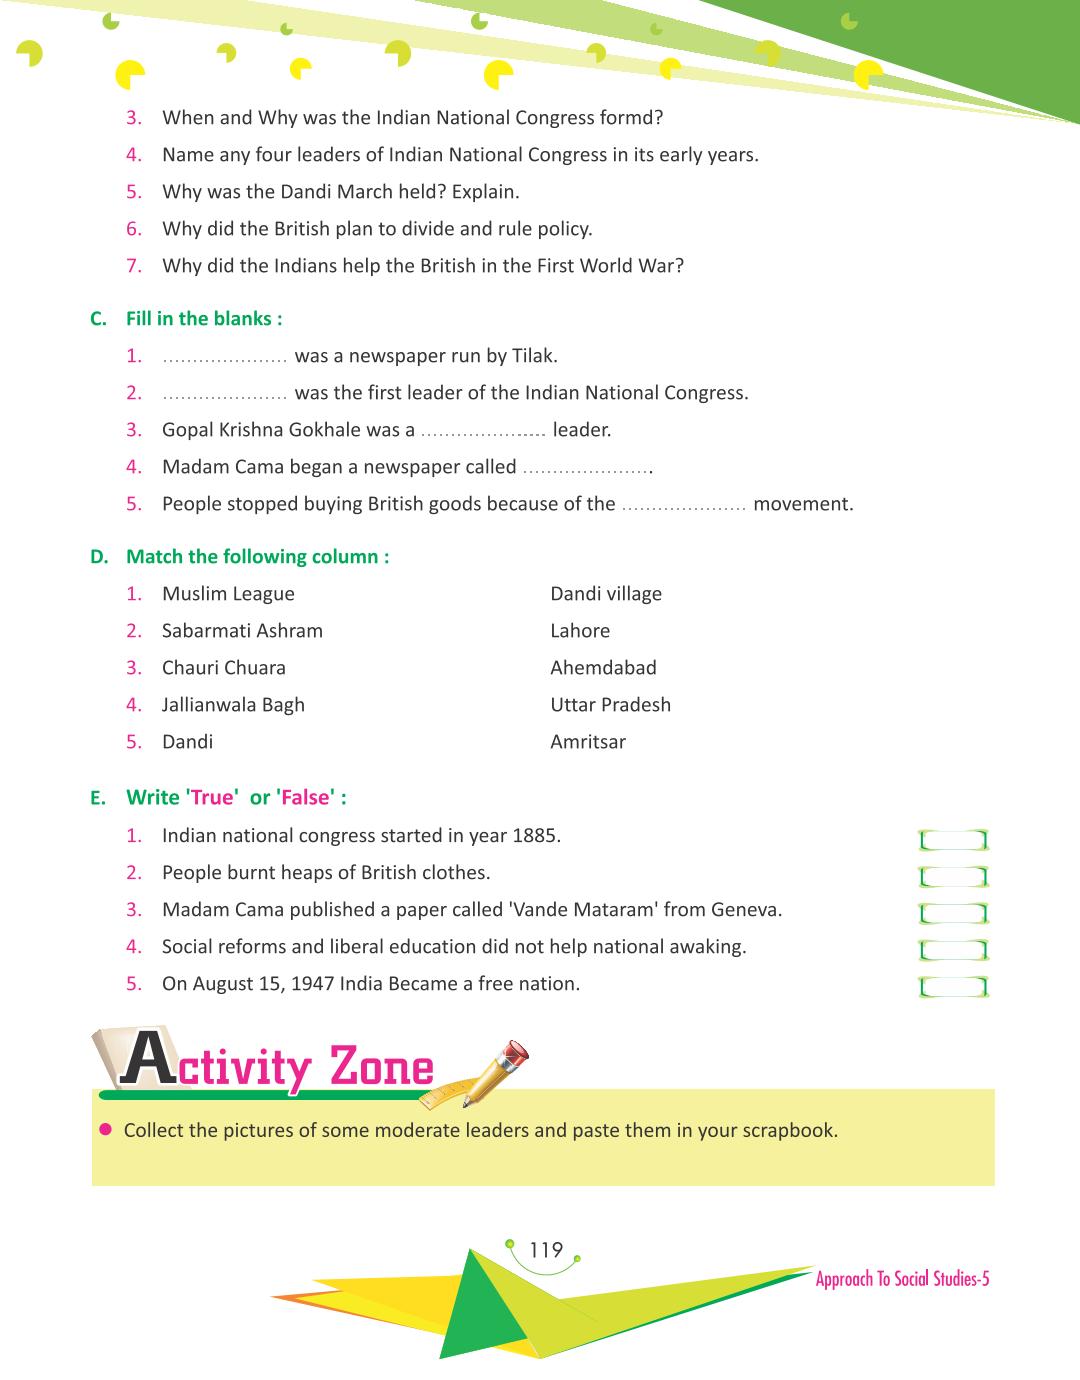 3. When and Why was the Indian National Congress formd?
4. Name any four leaders of Indian National Congress in its early years.
5. Why was the Dandi March held? Explain.
6. Why did the British plan to divide and rule policy.
7. Why did the Indians help the British in the First World War?
C. Fill in the blanks :
1. ..................... was a newspaper run by Tilak.
2. ..................... was the first leader of the Indian National Congress.
3. Gopal Krishna Gokhale was a ..................... leader.
4. Madam Cama began a newspaper called ......................
5. People stopped buying British goods because of the ..................... movement.
D. Match the following column :
1. Muslim League Dandi village
2. Sabarmati Ashram Lahore
3. Chauri Chuara Ahemdabad
4. Jallianwala Bagh Uttar Pradesh
5. Dandi Amritsar
E. Write 'True' or 'False' :
1. Indian national congress started in year 1885.
2. People burnt heaps of British clothes.
3. Madam Cama published a paper called 'Vande Mataram' from Geneva.
4. Social reforms and liberal education did not help national awaking.
5. On August 15, 1947 India Became a free nation.
Activity Zone
● Collect the pictures of some moderate leaders and paste them in your scrapbook.
119
Approach To Social Studies-5